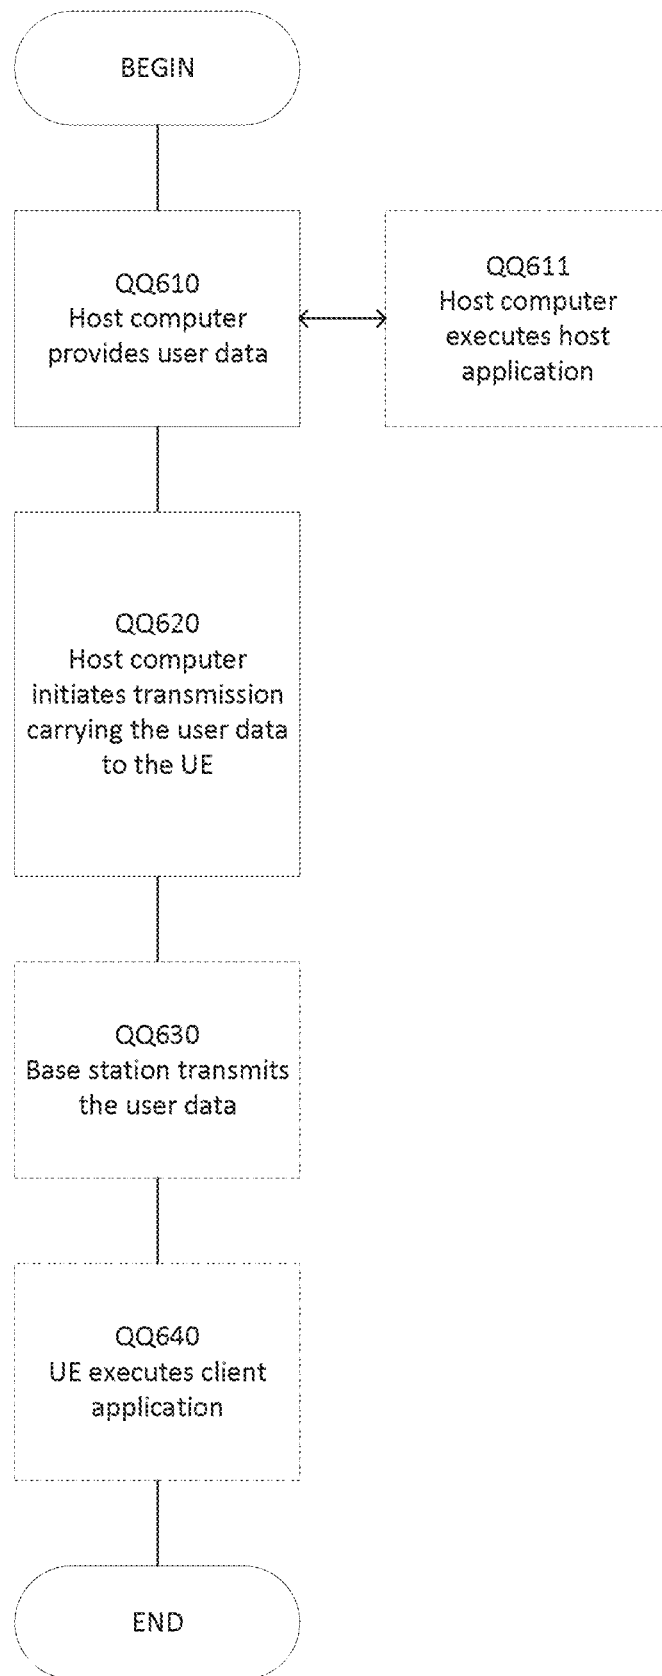 BEGIN
QQ610
Host computer
provides user data
QQ611
Host computer
executes host
application
QQ620
Host computer
initiates transmission
carrying the user data
to the UE
QQ630
Base station transmits
the user data
QQ640
UE executes client
application
END